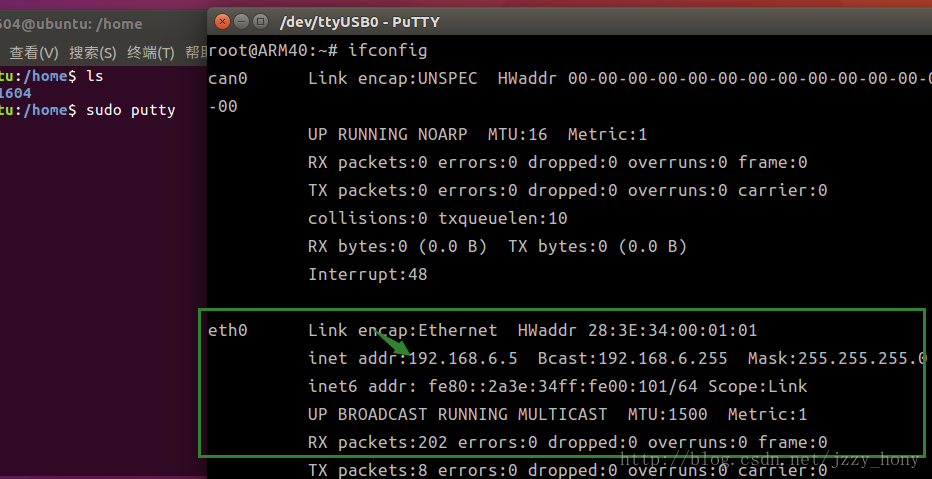 604@ubuntu: /home
查看(V) 搜索(S) 终端(T) 帮助
tu:/home$ ls
1604
tu:/home$ sudo putty
/dev/ttyUSB0 - PuTTY
root@ARM40:~# ifconfig
can0 Link encap:UNSPEC HWaddr 00-00-00-00-00-00-00-00-00-00-00-00-00-0
-00
UP RUNNING NOARP MTU:16 Metric:1
RX packets:0 errors:0 dropped:0 overruns:0 frame:0
TX packets:0 errors:0 dropped:0 overruns:0 carrier:0
collisions:0 txqueuelen:10
RX bytes:0 (0.0 B) TX bytes:0 (0.0 B)
Interrupt:48
eth0 Link encap:Ethernet HWaddr 28:3E:34:00:01:01
inet addr:192.168.6.5 Bcast:192.168.6.255 Mask:255.255.255.0
inet6 addr: fe80::2a3e:34ff:fe00:101/64 Scope:Link
UP BROADCAST RUNNING MULTICAST MTU:1500 Metric:1
RX packets:202 errors:0 dropped:0 overruns:0 frame:0
TX packets:8 errors:0 dropped:0 overruns:0 carrier:0
http://blog.csdn.net/jzzy_hony